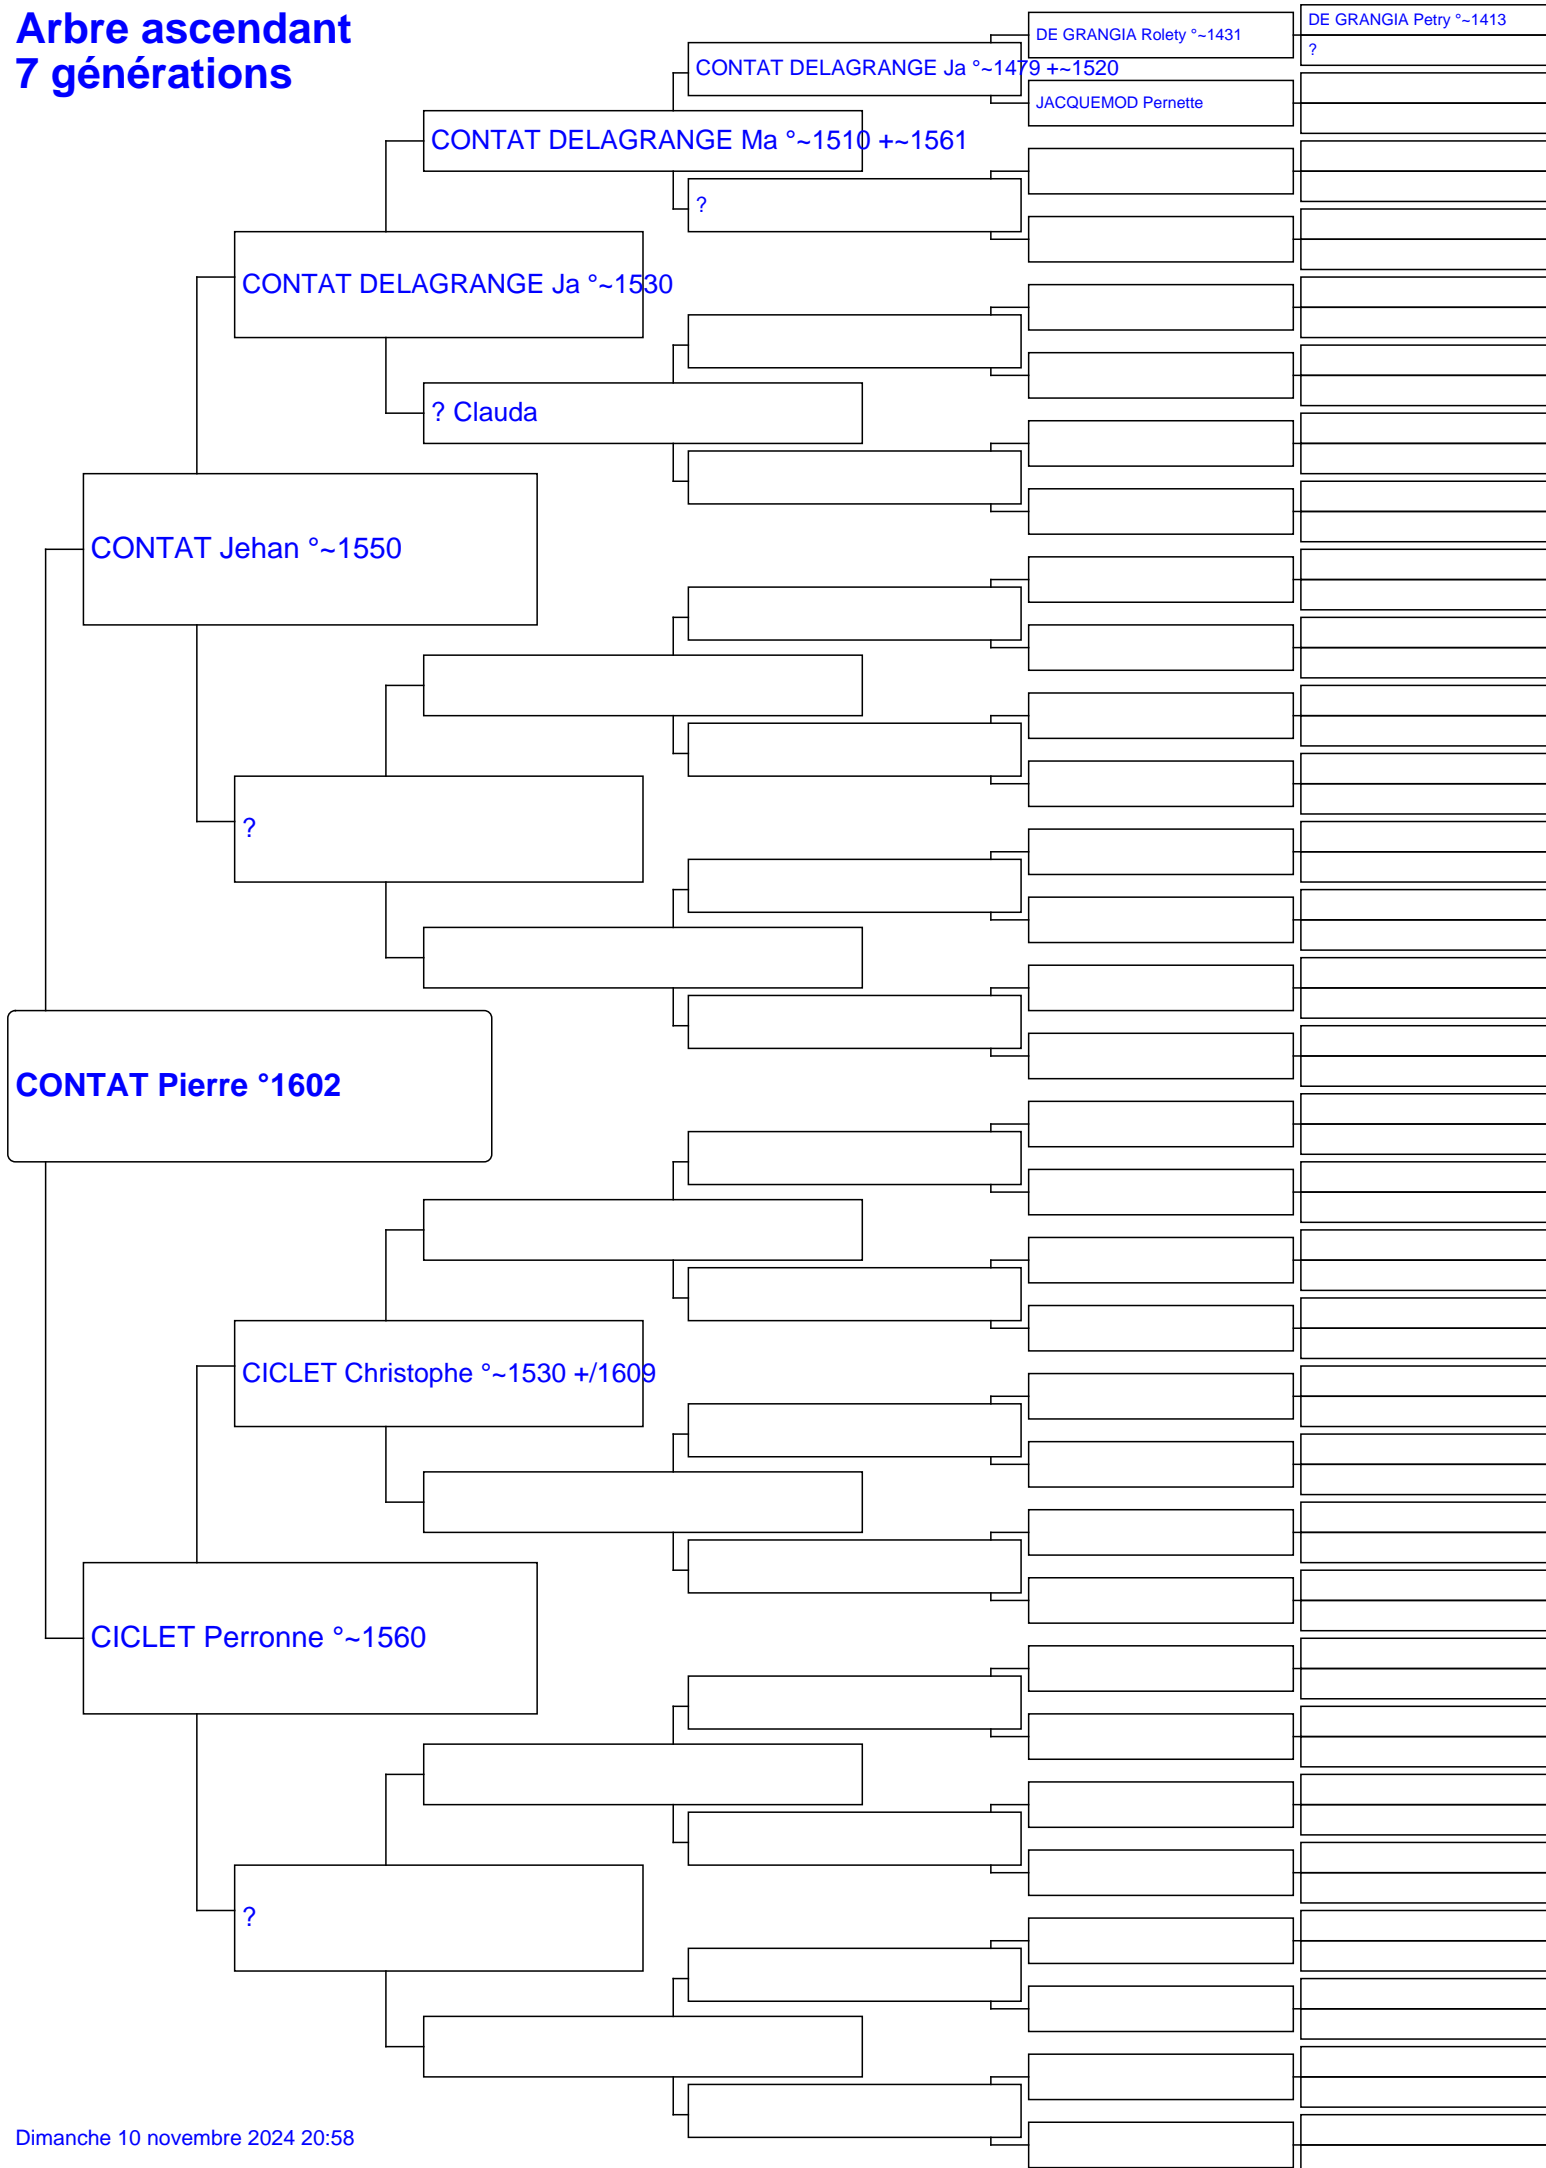 Arbre ascendant
7 générations
DE GRANGIA Petry °~1413
?
DE GRANGIA Rolety °~1431
CONTAT DELAGRANGE Ja °~1479 +~1520
JACQUEMOD Pernette
CONTAT DELAGRANGE Ma °~1510 +~1561
?
CONTAT DELAGRANGE Ja °~1530
? Clauda
CONTAT Jehan °~1550
?
CONTAT Pierre °1602
CICLET Christophe °~1530 +/1609
CICLET Perronne °~1560
?
Dimanche 10 novembre 2024 20:58